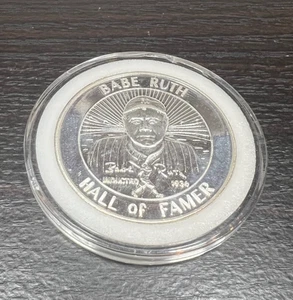 BABE RUTH
Babe Ruth
INDUCTED 1936
HALL OF FAMER